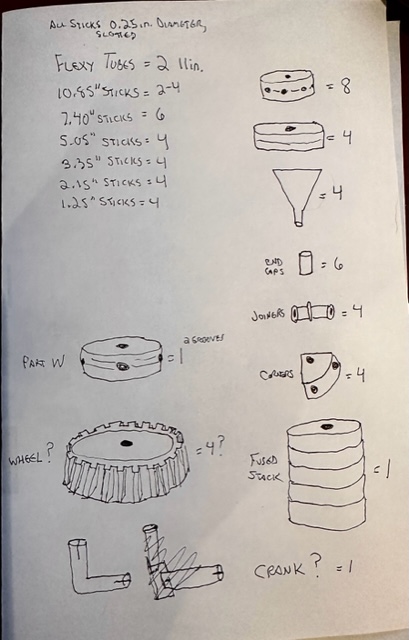 ALL STICKS 0.25 in. DIAMETER,
SLOTTED
FLEXY TUBES = 2 11in.
10.85" STICKS = 2-4
7.40" STICKS = 6
5.05" STICKS = 4
3.35" STICKS = 4
2.15" STICKS = 4
1.25" STICKS = 4
= 8
= 4
= 4
END CAPS = 6
JOINERS = 4
PART W = 1 2 GROOVES
CORNERS = 4
WHEEL? = 4?
FUSED STACK = 1
CRANK? = 1